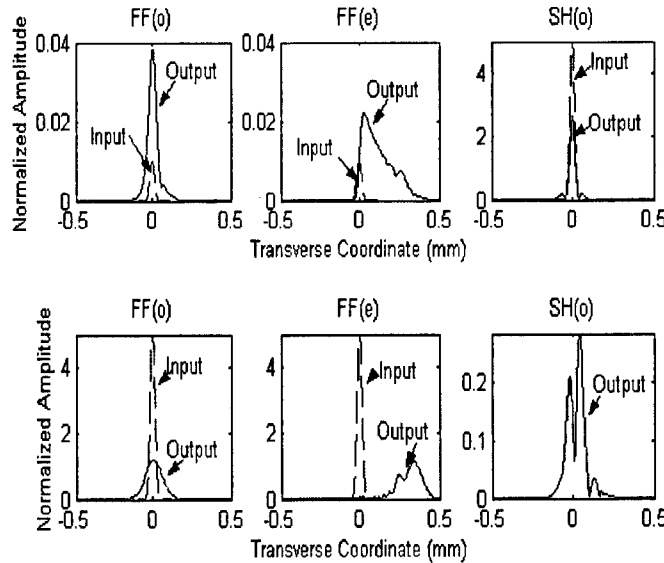 FF(o) FF(e) SH(o)
Normalized Amplitude
0.04 0.04 4
0.02 0.02 2
0 0 0
Output Input
Output Input
Input Output
-0.5 0 0.5 -0.5 0 0.5 -0.5 0 0.5
Transverse Coordinate (mm)
FF(o) FF(e) SH(o)
Normalized Amplitude
4 4 0.2
2 2 0.1
0 0 0
Input Output
Input Output
Output
-0.5 0 0.5 -0.5 0 0.5 -0.5 0 0.5
Transverse Coordinate (mm)